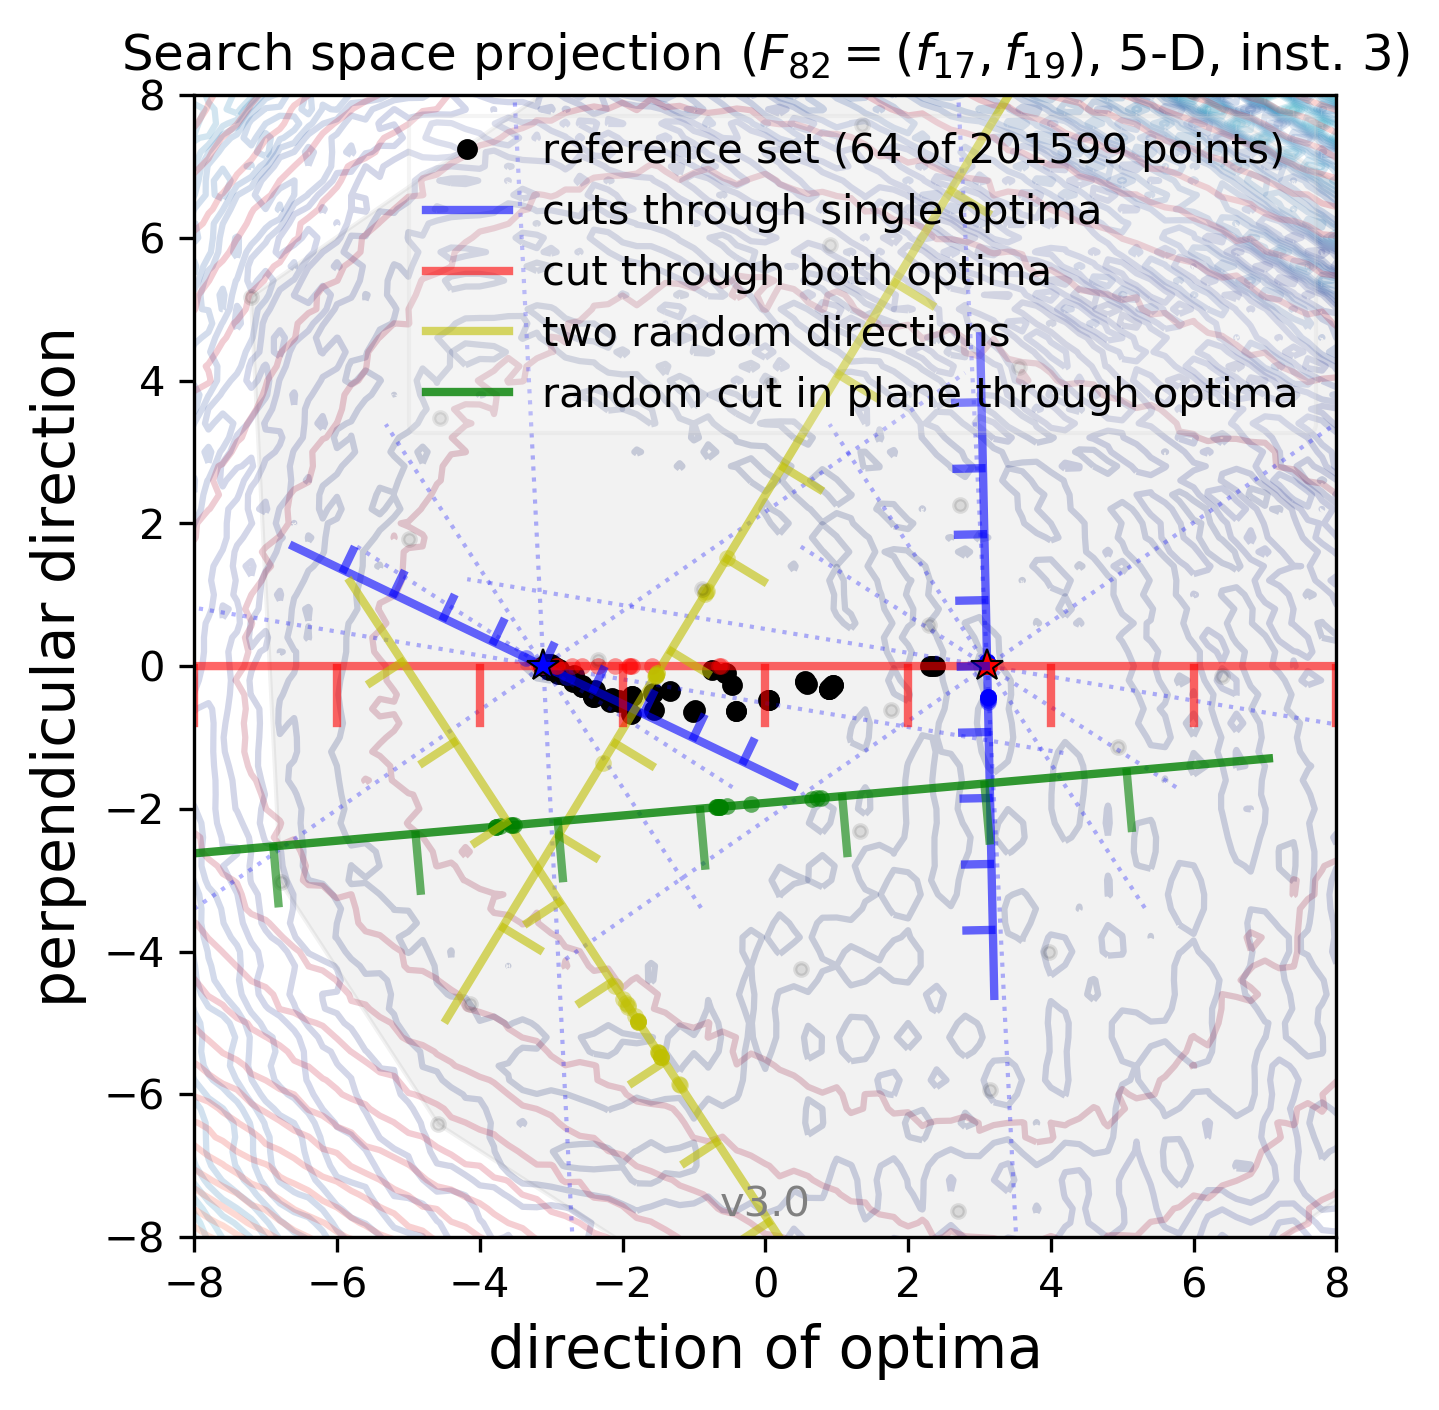 Search space projection (F₈₂ = (f₁₇, f₁₉), 5-D, inst. 3)
reference set (64 of 201599 points)
cuts through single optima
cut through both optima
two random directions
random cut in plane through optima
8
6
4
2
0
−2
−4
−6
−8
perpendicular direction
v3.0
−8 −6 −4 −2 0 2 4 6 8
direction of optima